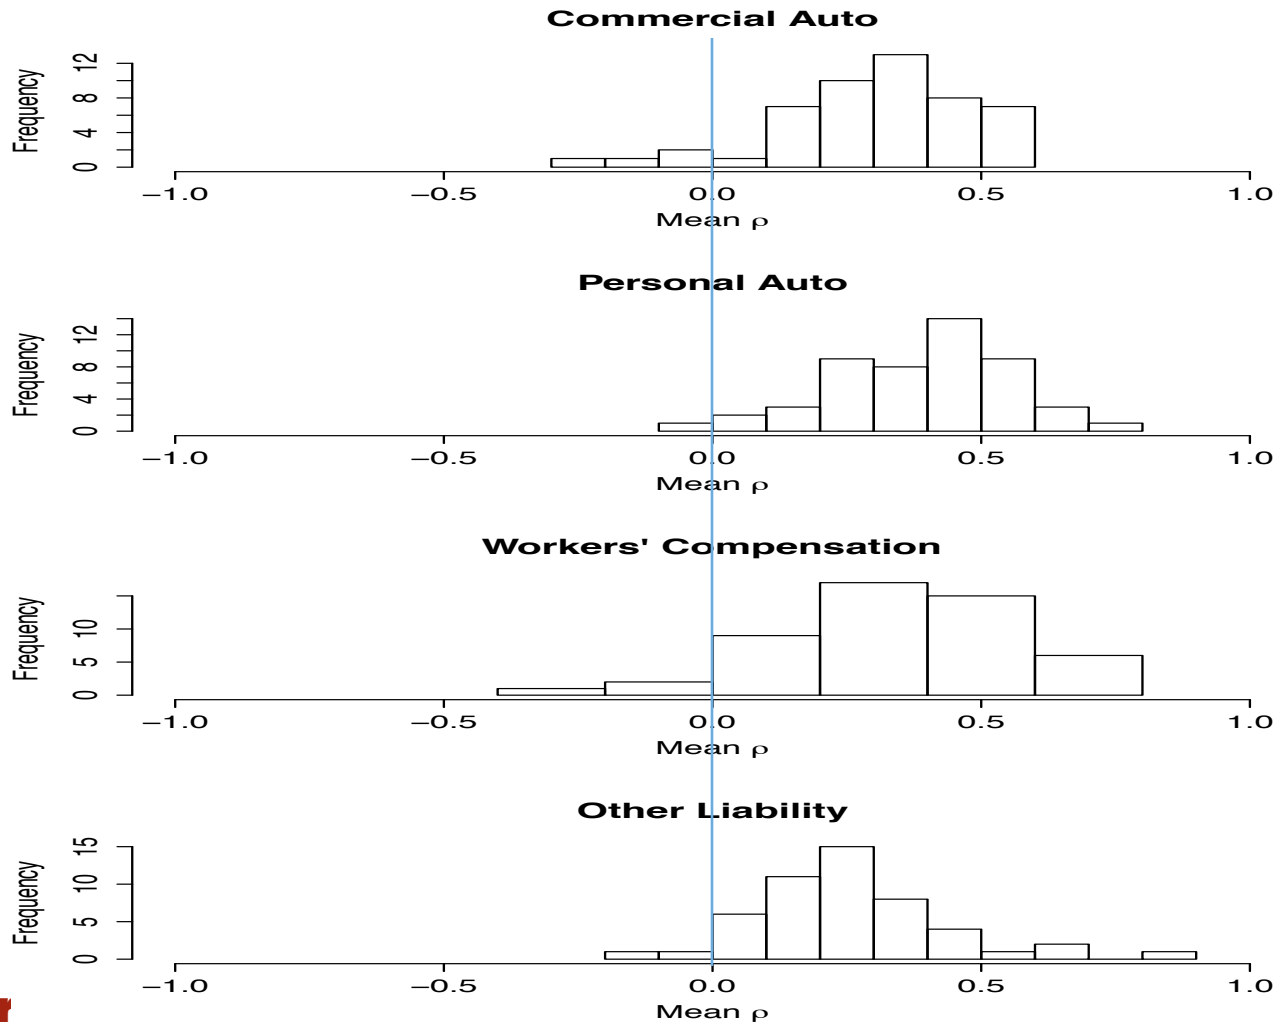 Commercial Auto
Frequency
12
8
4
0
−1.0 −0.5 0.0 0.5 1.0
Mean ρ
Personal Auto
Frequency
12
8
4
0
−1.0 −0.5 0.0 0.5 1.0
Mean ρ
Workers' Compensation
Frequency
10
5
0
−1.0 −0.5 0.0 0.5 1.0
Mean ρ
Other Liability
Frequency
15
10
5
0
−1.0 −0.5 0.0 0.5 1.0
Mean ρ